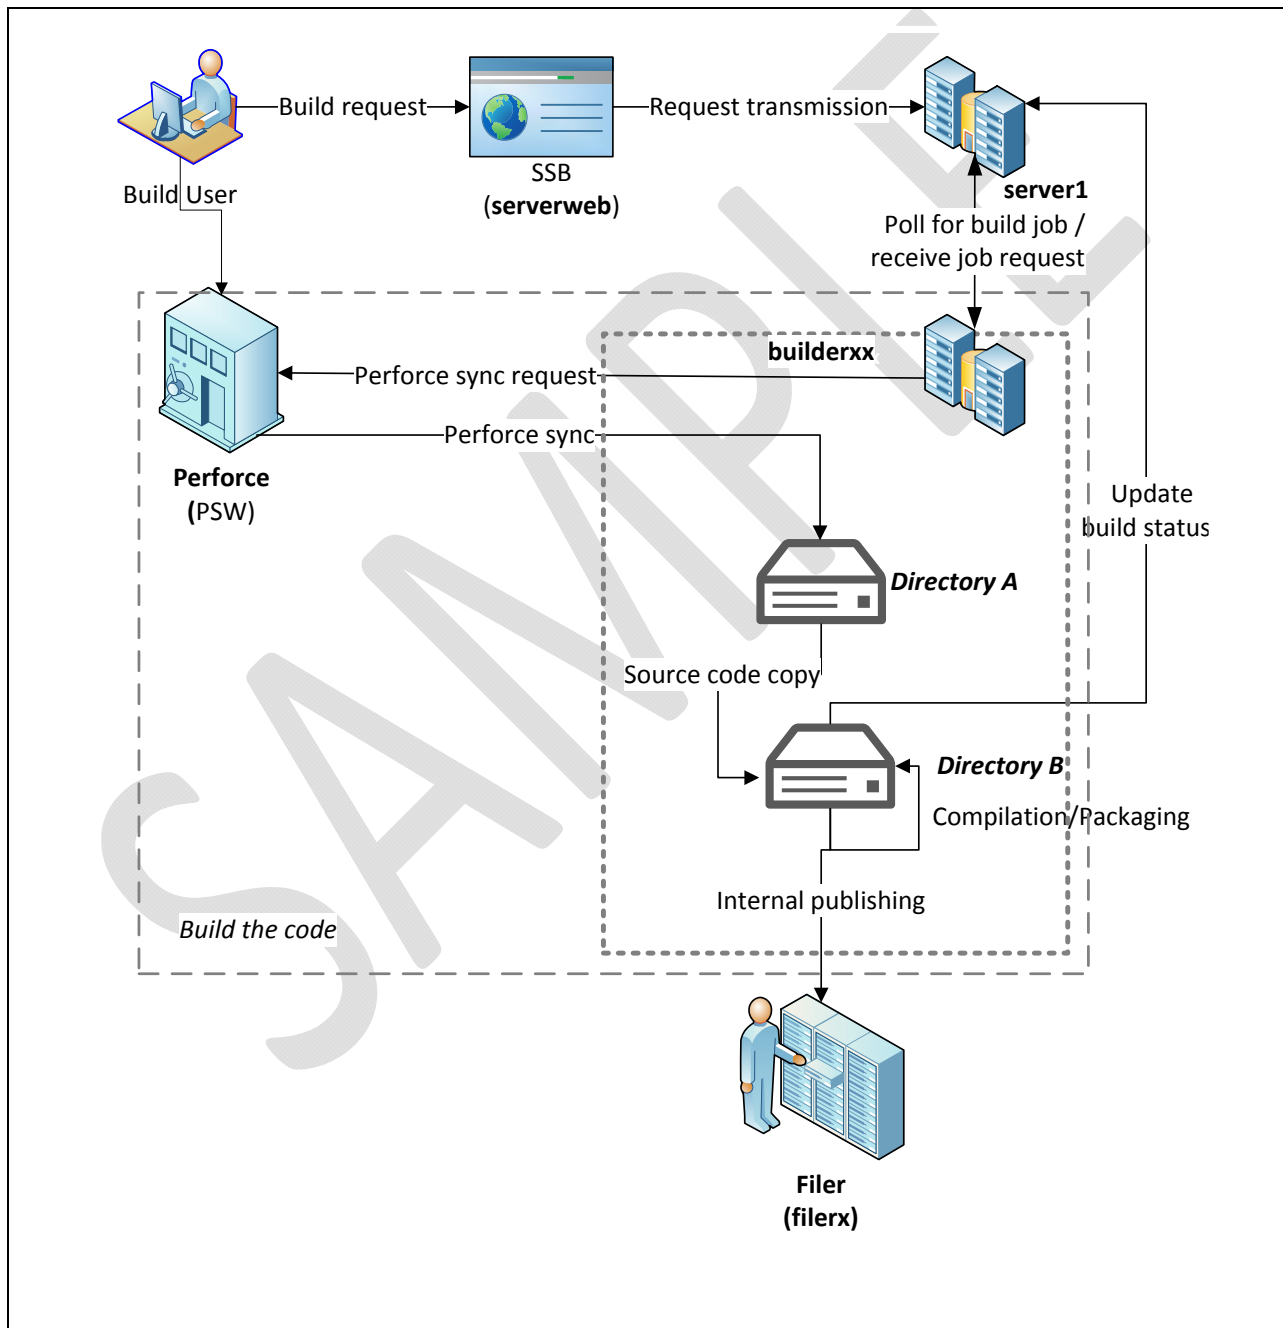 Build request
Request transmission
Build User
SSB
(serverweb)
server1
Poll for build job /
receive job request
builderxx
Perforce sync request
Perforce sync
Perforce
(PSW)
Update
build status
Directory A
Source code copy
Directory B
Compilation/Packaging
Internal publishing
Build the code
Filer
(filerx)
SAMPLE